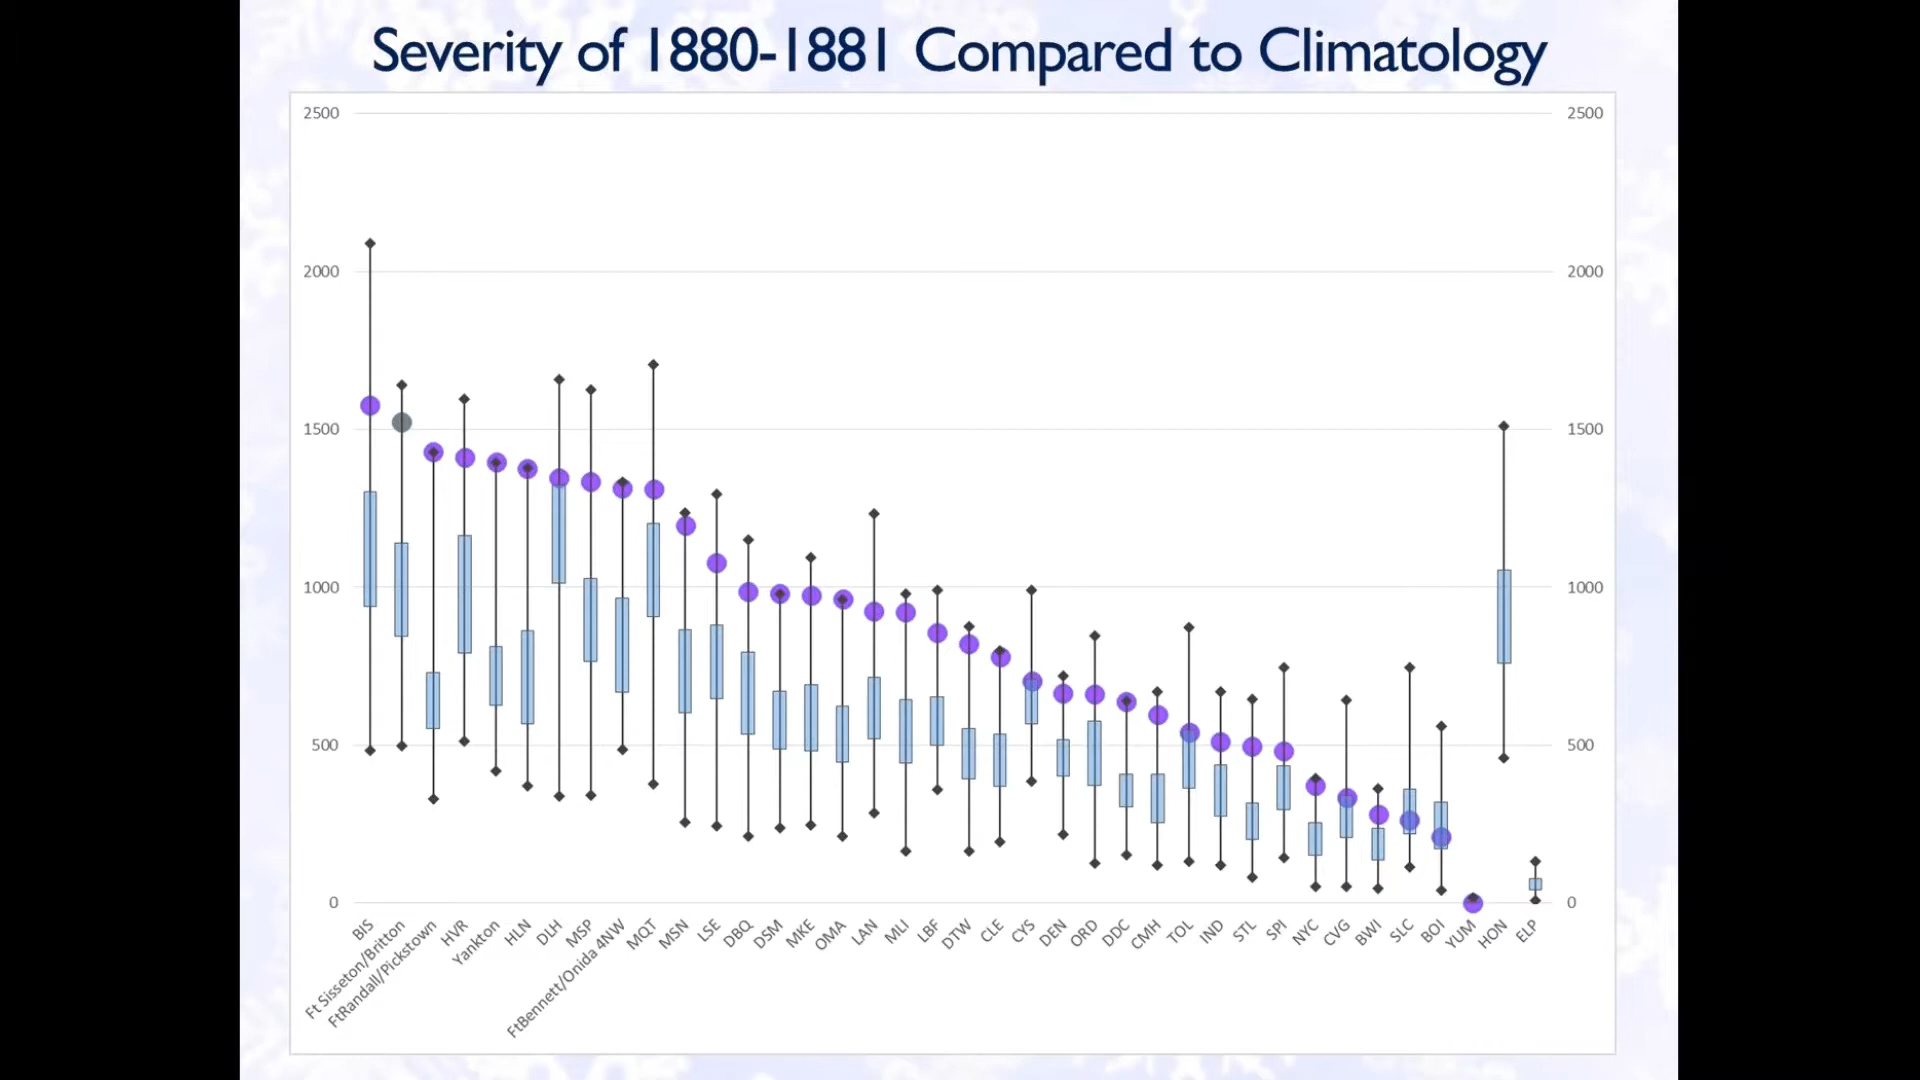 Severity of 1880-1881 Compared to Climatology
2500 2500
2000 2000
1500 1500
1000 1000
500 500
0 0
BIS
Ft Sisseton/Britton
FtRandall/Pickstown
HVR
Yankton
HLN
DLH
MSP
FtBennett/Onida 4NW
MQT
MSN
LSE
DBQ
DSM
MKE
OMA
LAN
MLI
LBF
DTW
CLE
CYS
DEN
ORD
DDC
CMH
TOL
IND
STL
SPI
NYC
CVG
BWI
SLC
BOI
YUM
HON
ELP